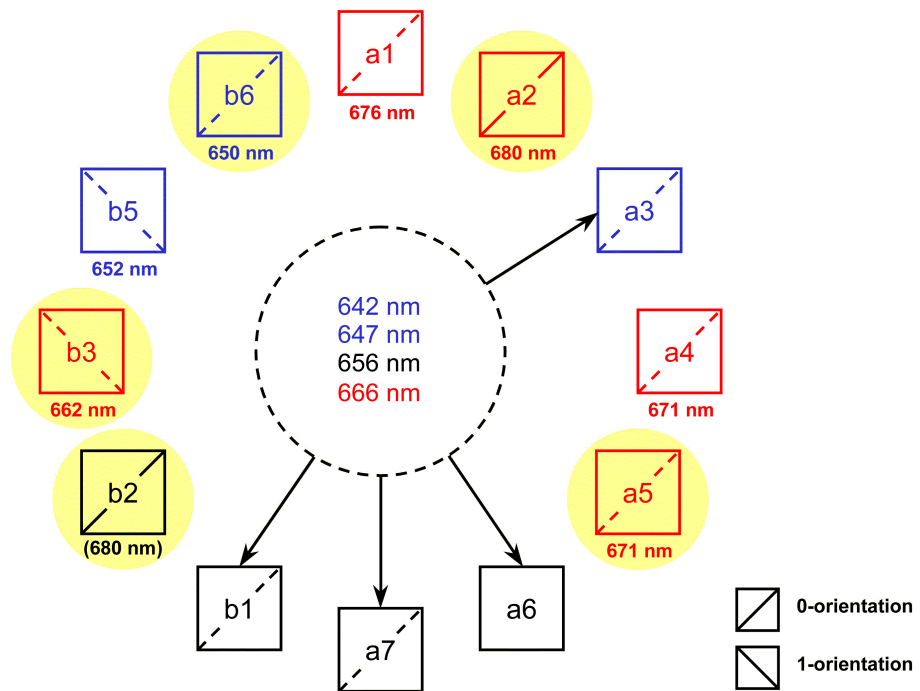 a1
676 nm
b6
650 nm
a2
680 nm
b5
652 nm
a3
642 nm
647 nm
656 nm
666 nm
b3
662 nm
a4
671 nm
b2
(680 nm)
a5
671 nm
b1
a7
a6
0-orientation
1-orientation